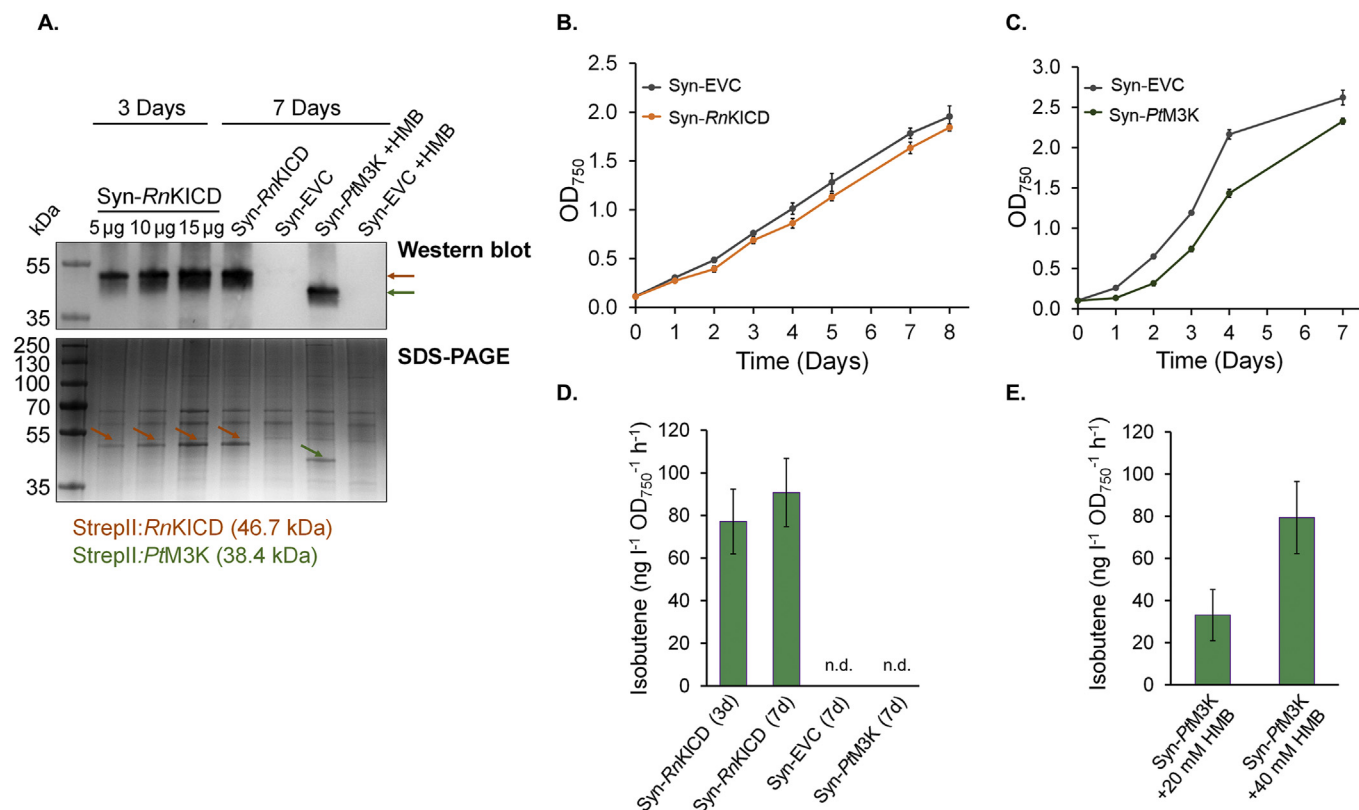 A.
3 Days
7 Days
Syn-RnKICD
Syn-RnKICD
Syn-EVC
Syn-PtM3K +HMB
Syn-EVC +HMB
kDa
5 µg 10 µg 15 µg
55
35
Western blot
250
130
100
70
55
35
SDS-PAGE
StrepII:RnKICD (46.7 kDa)
StrepII:PtM3K (38.4 kDa)
B.
2.5
2.0
1.5
1.0
0.5
0.0
OD750
Syn-EVC
Syn-RnKICD
0 1 2 3 4 5 6 7 8
Time (Days)
C.
3.0
2.5
2.0
1.5
1.0
0.5
0.0
OD750
Syn-EVC
Syn-PtM3K
0 1 2 3 4 5 6 7
Time (Days)
D.
120
100
80
60
40
20
0
Isobutene (ng l-1 OD750-1 h-1)
n.d. n.d.
Syn-RnKICD (3d)
Syn-RnKICD (7d)
Syn-EVC (7d)
Syn-PtM3K (7d)
E.
120
100
80
60
40
20
0
Isobutene (ng l-1 OD750-1 h-1)
Syn-PtM3K
+20 mM HMB
Syn-PtM3K
+40 mM HMB